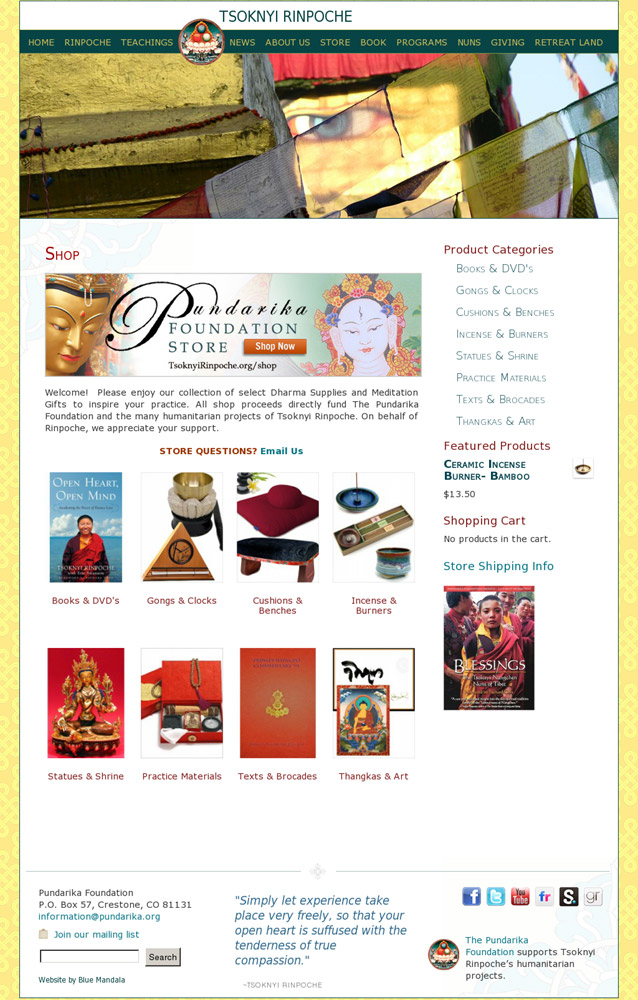 TSOKNYI RINPOCHE
HOME RINPOCHE TEACHINGS NEWS ABOUT US STORE BOOK PROGRAMS NUNS GIVING RETREAT LAND
Shop
Pundarika
FOUNDATION
STORE
Shop Now
TsoknyiRinpoche.org/shop
Welcome! Please enjoy our collection of select Dharma Supplies and Meditation
Gifts to inspire your practice. All shop proceeds directly fund The Pundarika
Foundation and the many humanitarian projects of Tsoknyi Rinpoche. On behalf of
Rinpoche, we appreciate your support.
STORE QUESTIONS? Email Us
OPEN HEART,
OPEN MIND
TSOKNYI RINPOCHE
Books & DVD's
Gongs & Clocks
Cushions &
Benches
Incense &
Burners
Statues & Shrine
Practice Materials
Texts & Brocades
Thangkas & Art
Product Categories
Books & DVD's
Gongs & Clocks
Cushions & Benches
Incense & Burners
Statues & Shrine
Practice Materials
Texts & Brocades
Thangkas & Art
Featured Products
Ceramic Incense
Burner- Bamboo
$13.50
Shopping Cart
No products in the cart.
Store Shipping Info
BLESSINGS
Pundarika Foundation
P.O. Box 57, Crestone, CO 81131
information@pundarika.org
Join our mailing list
Search
Website by Blue Mandala
"Simply let experience take
place very freely, so that your
open heart is suffused with the
tenderness of true
compassion."
~TSOKNYI RINPOCHE
You
Tube
S.
gr
The Pundarika
Foundation supports Tsoknyi
Rinpoche's humanitarian
projects.